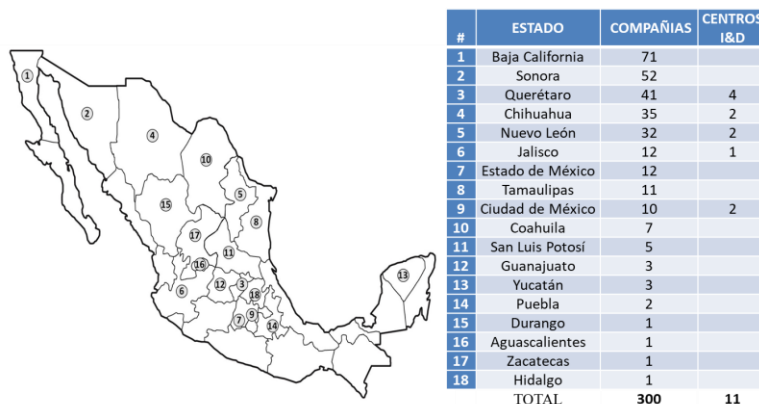 # ESTADO COMPAÑIAS CENTROS I&D
1 Baja California 71
2 Sonora 52
3 Querétaro 41 4
4 Chihuahua 35 2
5 Nuevo León 32 2
6 Jalisco 12 1
7 Estado de México 12
8 Tamaulipas 11
9 Ciudad de México 10 2
10 Coahuila 7
11 San Luis Potosí 5
12 Guanajuato 3
13 Yucatán 3
14 Puebla 2
15 Durango 1
16 Aguascalientes 1
17 Zacatecas 1
18 Hidalgo 1
TOTAL 300 11
1
2
4
10
5
15
8
17
11
16
13
6
12
3
18
7
9
14